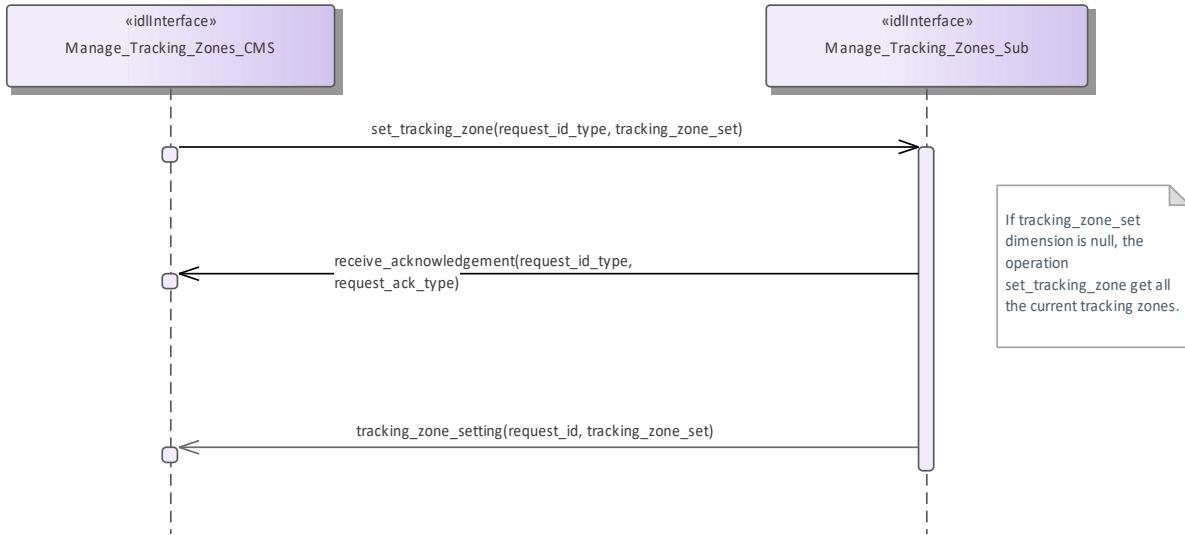 «idlInterface»
Manage_Tracking_Zones_CMS
«idlInterface»
Manage_Tracking_Zones_Sub
set_tracking_zone(request_id_type, tracking_zone_set)
If tracking_zone_set
dimension is null, the
operation
set_tracking_zone get all
the current tracking zones.
receive_acknowledgement(request_id_type,
request_ack_type)
tracking_zone_setting(request_id, tracking_zone_set)